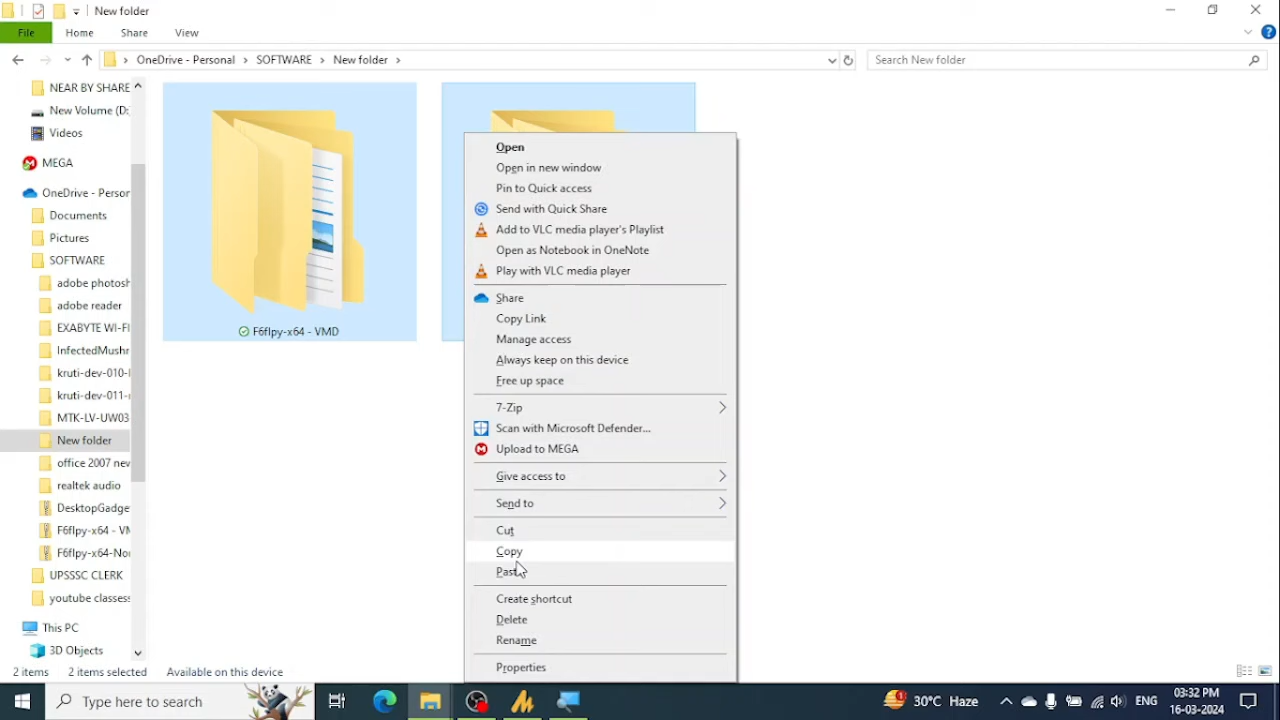 New folder
File Home Share View
OneDrive - Personal SOFTWARE New folder
Search New folder
NEAR BY SHARE
New Volume (D:
Videos
MEGA
OneDrive - Person
Documents
Pictures
SOFTWARE
adobe photosh
adobe reader
EXABYTE WI-FI
InfectedMushr
kruti-dev-010-
kruti-dev-011-
MTK-LV-UW03
New folder
office 2007 new
realtek audio
DesktopGadge
F6flpy-x64 - VM
F6flpy-x64-No
UPSSSC CLERK
youtube classess
This PC
3D Objects
F6flpy-x64 - VMD
Open
Open in new window
Pin to Quick access
Send with Quick Share
Add to VLC media player's Playlist
Open as Notebook in OneNote
Play with VLC media player
Share
Copy Link
Manage access
Always keep on this device
Free up space
7-Zip
Scan with Microsoft Defender...
Upload to MEGA
Give access to
Send to
Cut
Copy
Past
Create shortcut
Delete
Rename
Properties
2 items 2 items selected Available on this device
Type here to search
1
30°C Haze
ENG
03:32 PM
16-03-2024